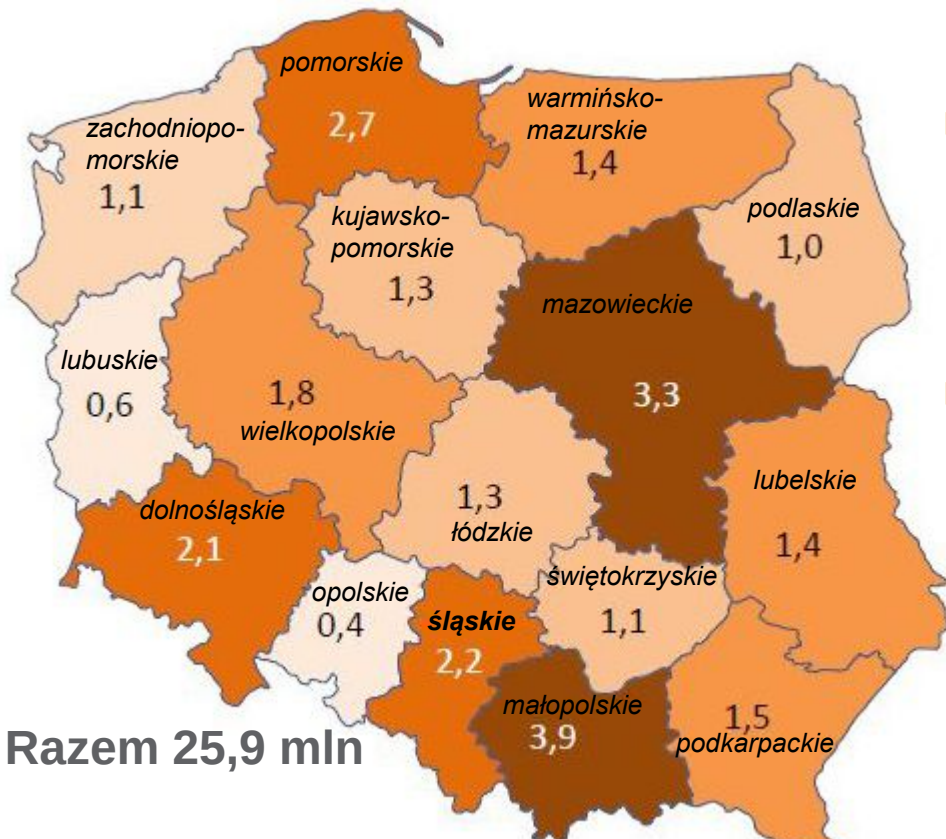 pomorskie
2,7
warmińsko-
mazurskie
1,4
zachodniopo-
morskie
1,1
kujawsko-
pomorskie
1,3
podlaskie
1,0
mazowieckie
3,3
lubuskie
0,6
1,8
wielkopolskie
1,3
łódzkie
lubelskie
1,4
dolnośląskie
2,1
opolskie
0,4
śląskie
2,2
świętokrzyskie
1,1
małopolskie
3,9
1,5
podkarpackie
Razem 25,9 mln